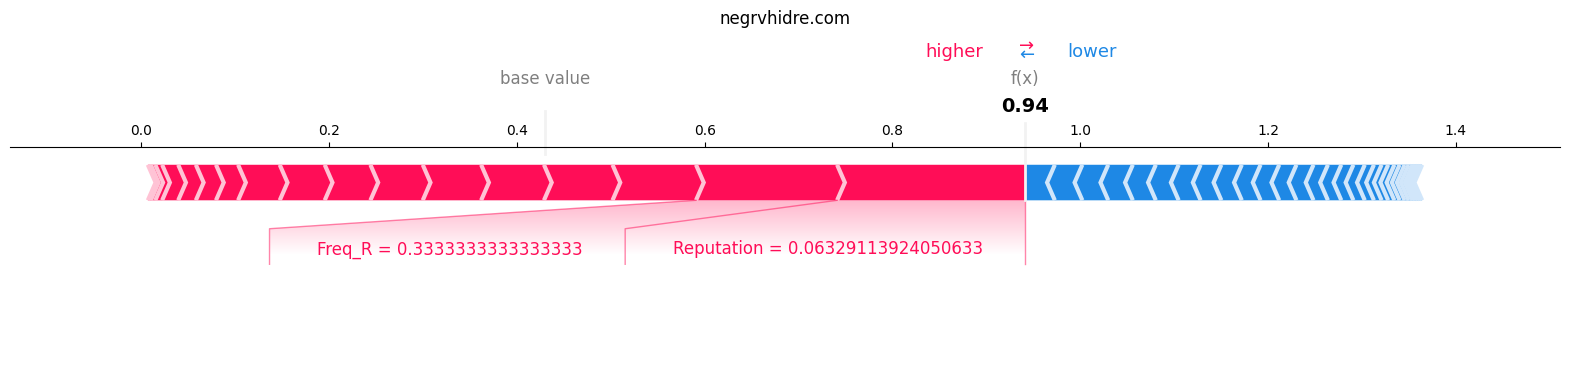 negrvhidre.com
higher ⇄ lower
base value f(x)
0.94
0.0 0.2 0.4 0.6 0.8 1.0 1.2 1.4
Freq_R = 0.3333333333333333 Reputation = 0.06329113924050633